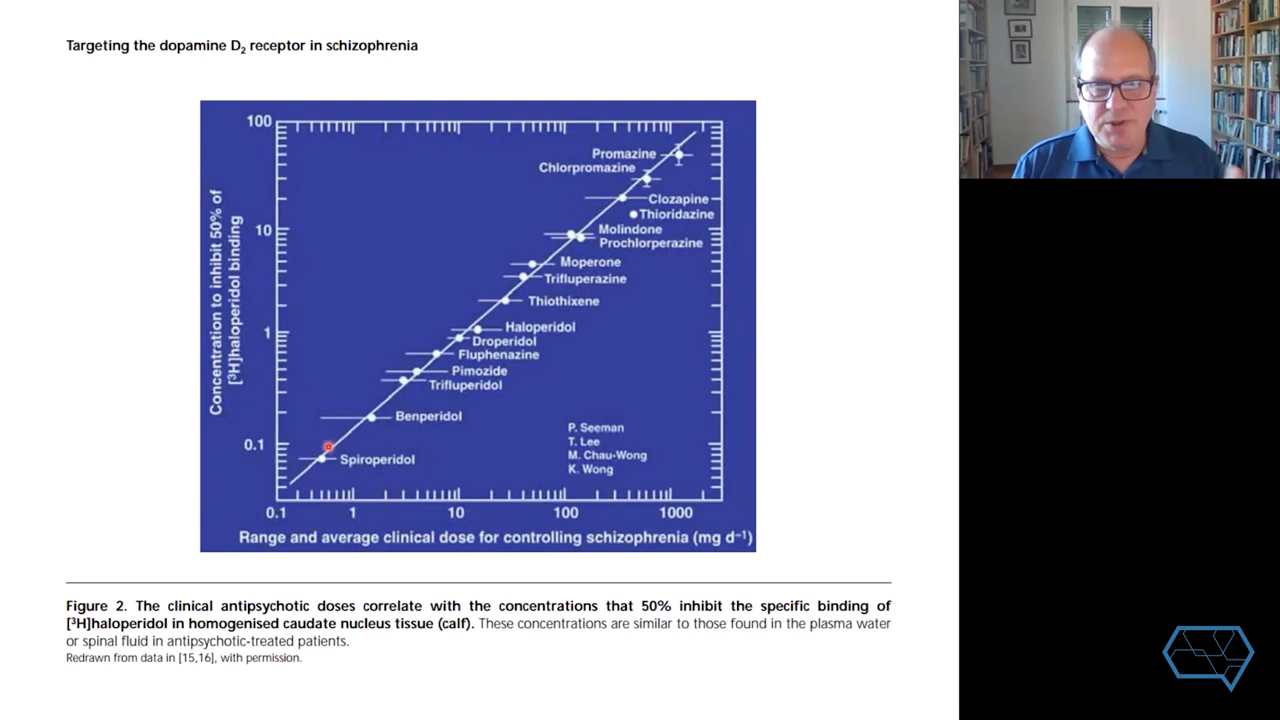 Targeting the dopamine D₂ receptor in schizophrenia
100
10
1
0.1
Concentration to inhibit 50% of
[³H]haloperidol binding
Promazine
Chlorpromazine
Clozapine
Thioridazine
Molindone
Prochlorperazine
Moperone
Trifluperazine
Thiothixene
Haloperidol
Droperidol
Fluphenazine
Pimozide
Trifluperidol
Benperidol
Spiroperidol
P. Seeman
T. Lee
M. Chau-Wong
K. Wong
0.1 1 10 100 1000
Range and average clinical dose for controlling schizophrenia (mg d⁻¹)
Figure 2. The clinical antipsychotic doses correlate with the concentrations that 50% inhibit the specific binding of
[³H]haloperidol in homogenised caudate nucleus tissue (calf). These concentrations are similar to those found in the plasma water
or spinal fluid in antipsychotic-treated patients.
Redrawn from data in [15,16], with permission.